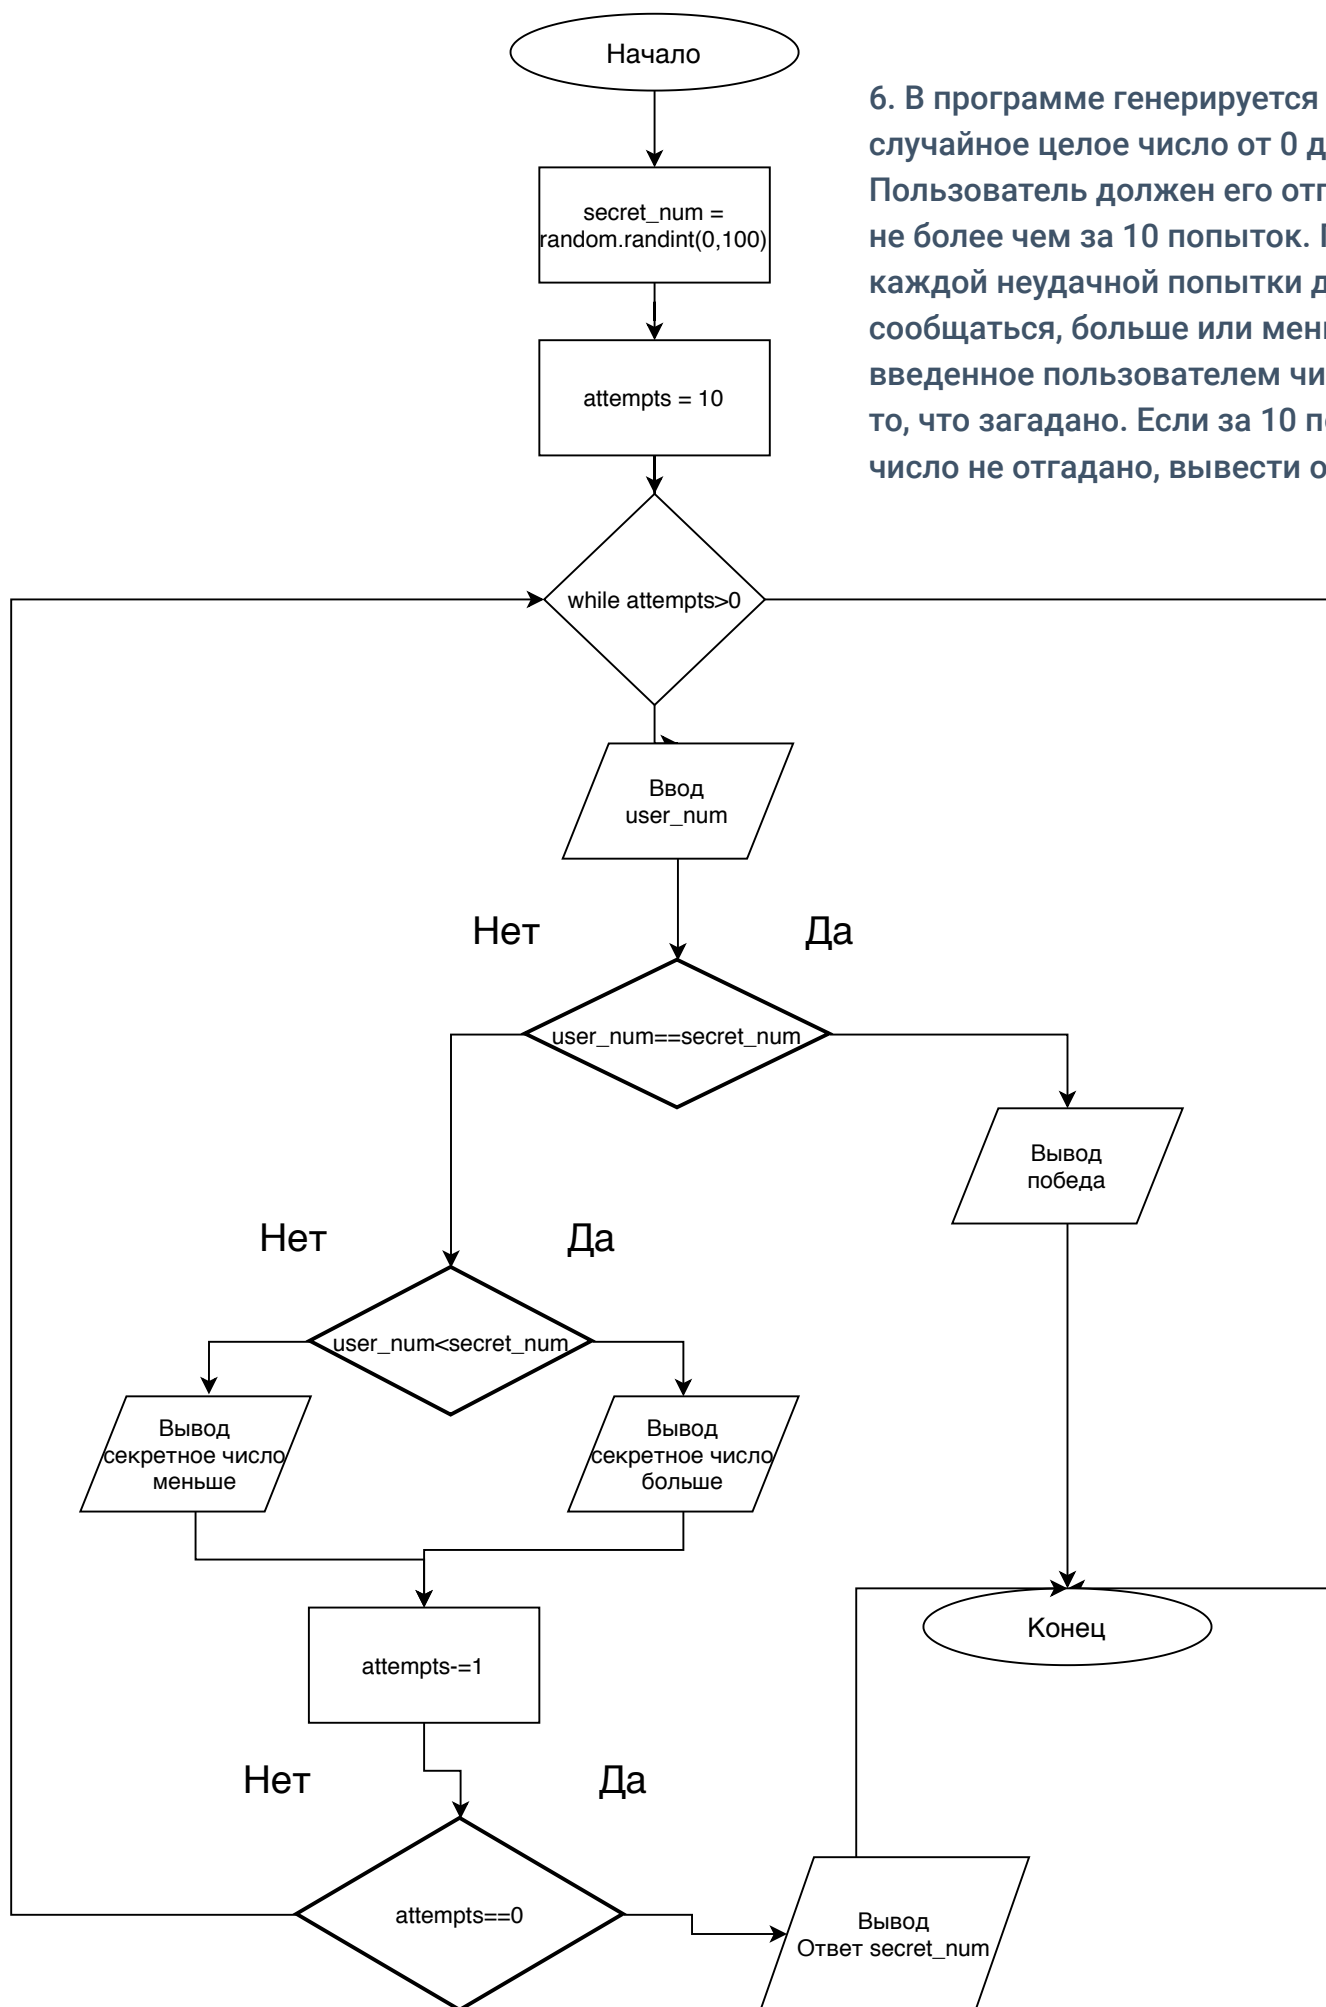 Начало
6. В программе генерируется
случайное целое число от 0
Пользователь должен его
не более чем за 10 попыток.
каждой неудачной попытки
сообщаться, больше или
введенное пользователем
то, что загадано. Если за 10
число не отгадано, вывести
secret_num =
random.randint(0,100)
attempts = 10
while attempts>0
Ввод
user_num
Нет
Да
user_num==secret_num
Вывод
победа
Нет
Да
user_num<secret_num
Вывод
секретное число
меньше
Вывод
секретное число
больше
attempts-=1
Конец
Нет
Да
attempts==0
Вывод
Ответ secret_num